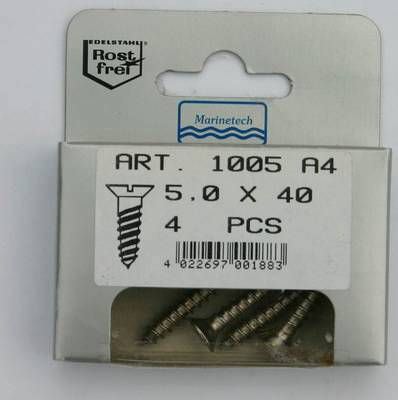 EDELSTAHL
Rost
frei
Marinetech
ART. 1005 A4
5.0 X 40
4 PCS
4 022697 001883